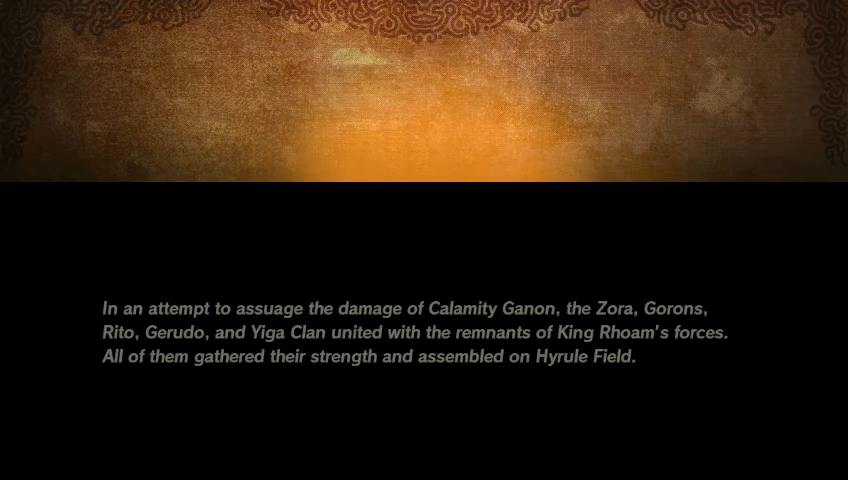 In an attempt to assuage the damage of Calamity Ganon, the Zora, Gorons,
Rito, Gerudo, and Yiga Clan united with the remnants of King Rhoam's forces.
All of them gathered their strength and assembled on Hyrule Field.